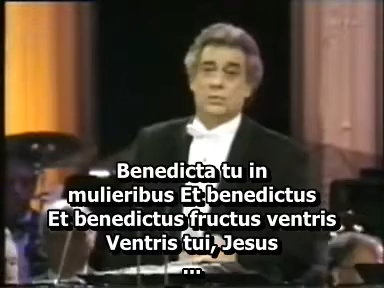 Benedicta tu in
mulieribus Et benedictus
Et benedictus fructus ventris
Ventris tui, Jesus
...